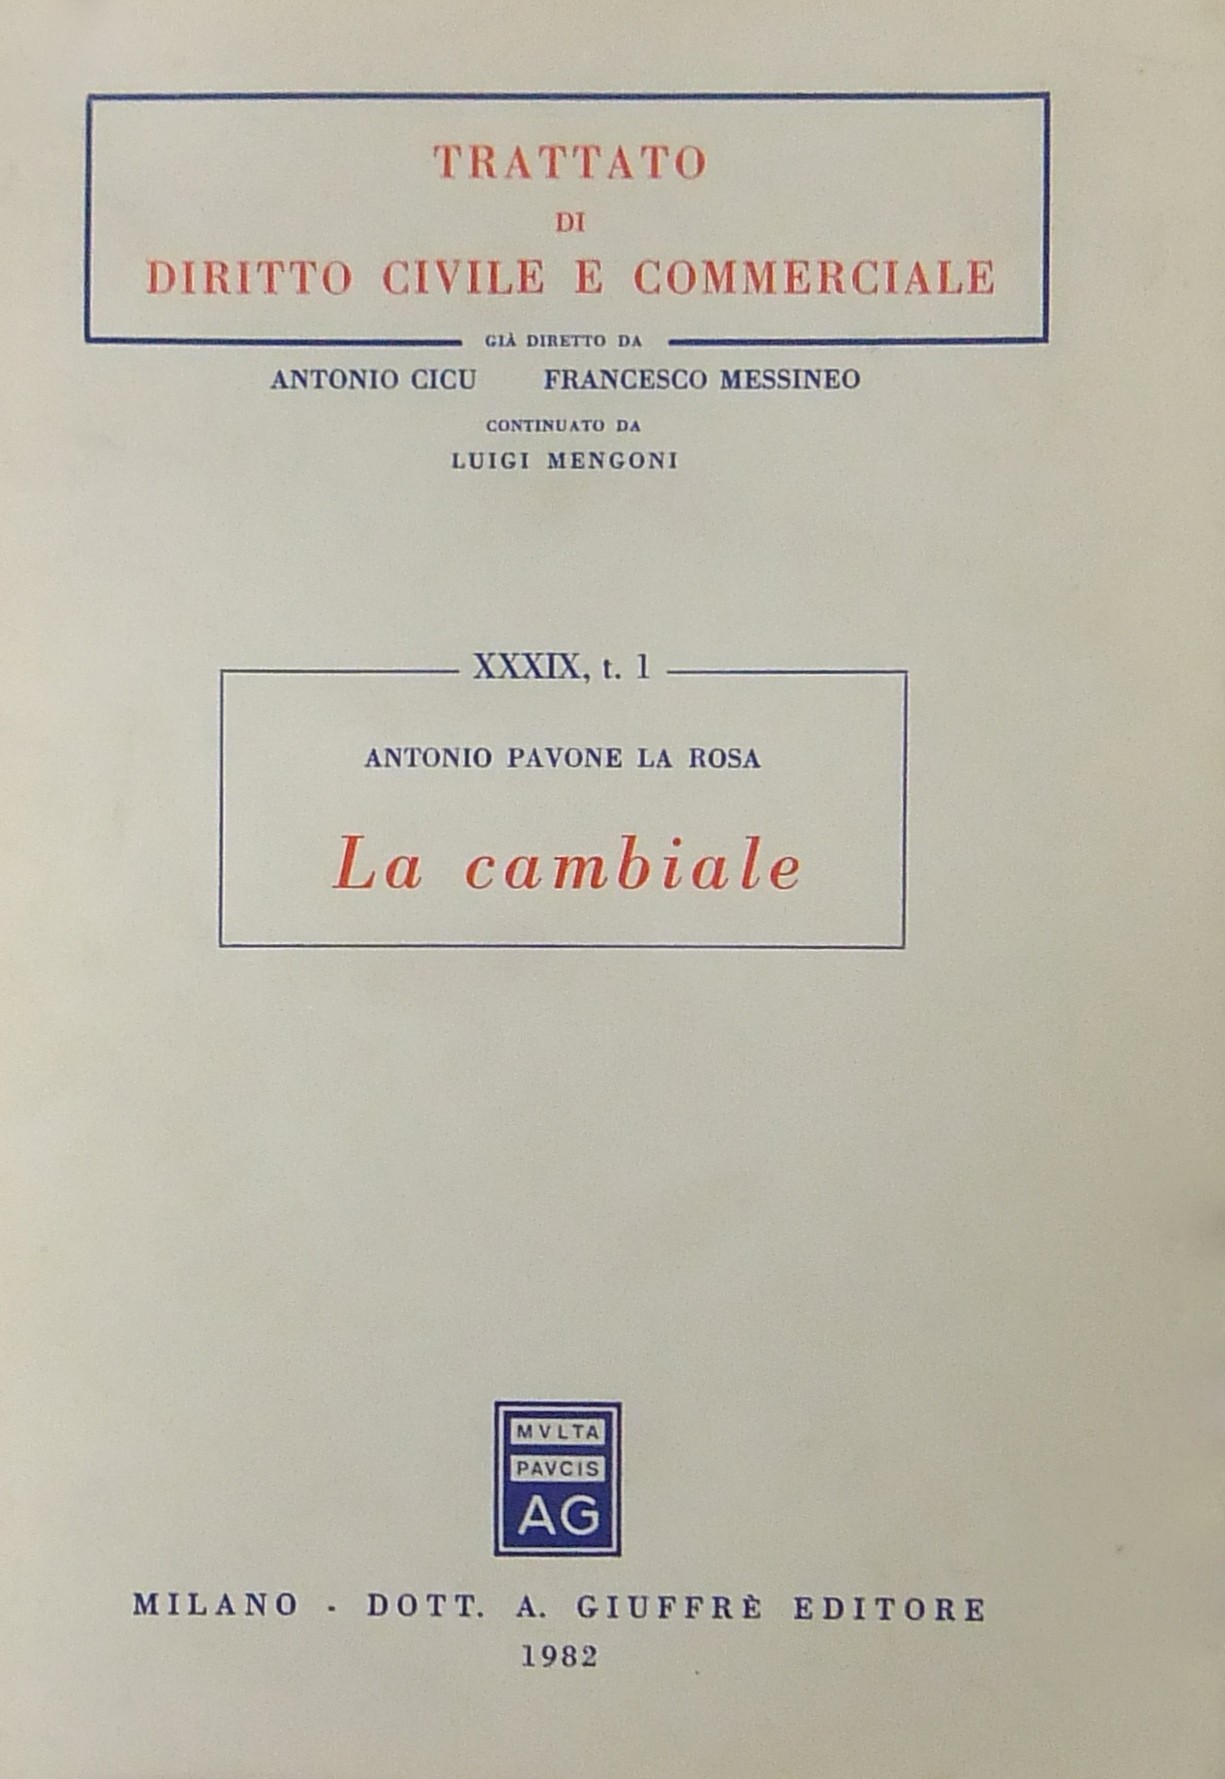 TRATTATO
DI
DIRITTO CIVILE E COMMERCIALE
GIÀ DIRETTO DA
ANTONIO CICU FRANCESCO MESSINEO
CONTINUATO DA
LUIGI MENGONI
XXXIX, t. 1
ANTONIO PAVONE LA ROSA
La cambiale
MVLTA
PAVCIS
AG
MILANO - DOTT. A. GIUFFRÈ EDITORE
1982